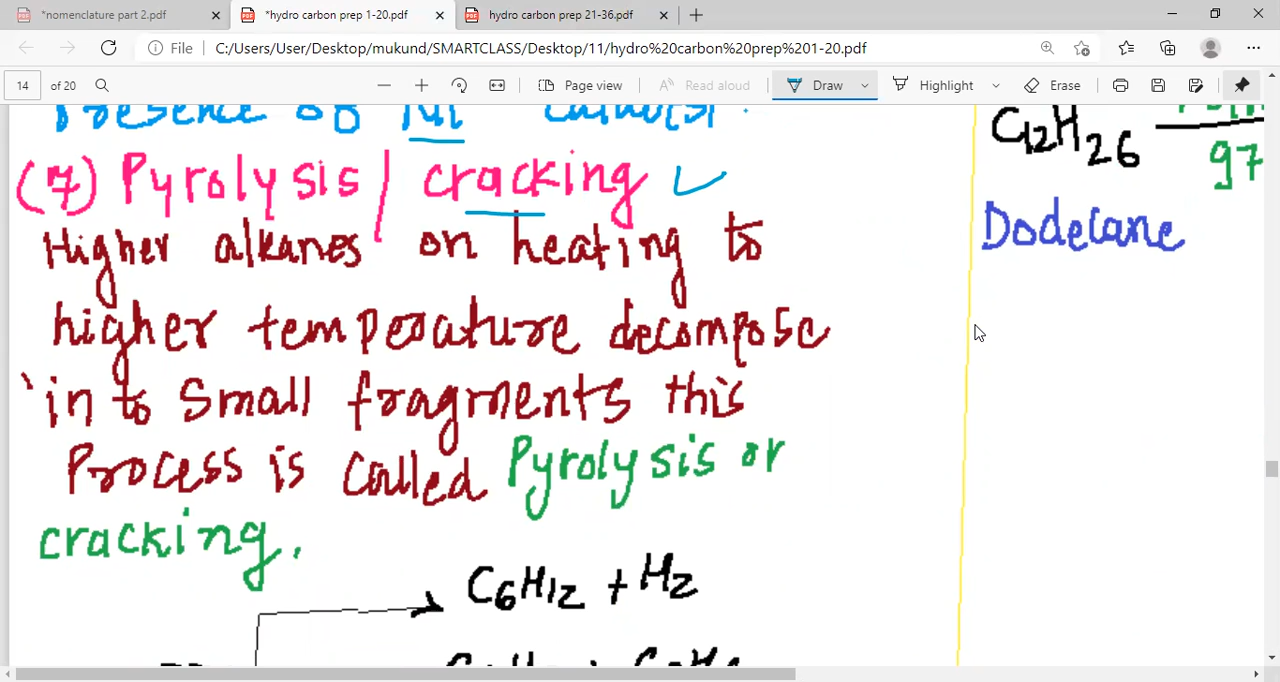 *nomenclature part 2.pdf
*hydro carbon prep 1-20.pdf
hydro carbon prep 21-36.pdf
File
C:/Users/User/Desktop/mukund/SMARTCLASS/Desktop/11/hydro%20carbon%20prep%201-20.pdf
14 of 20
Page view
Read aloud
Draw
Highlight
Erase
Presence of
(7) Pyrolysis / cracking ✓
Higher alkanes on heating to
higher temperature decompose
in to small fragments this
Process is called Pyrolysis or
cracking.
C6H12 + H2
C12H26
97
Dodecane